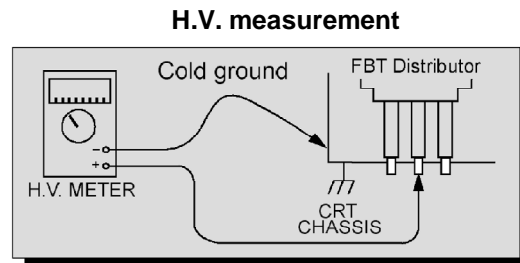 H.V. measurement
Cold ground
FBT Distributor
-
+
H.V. METER
CRT
CHASSIS